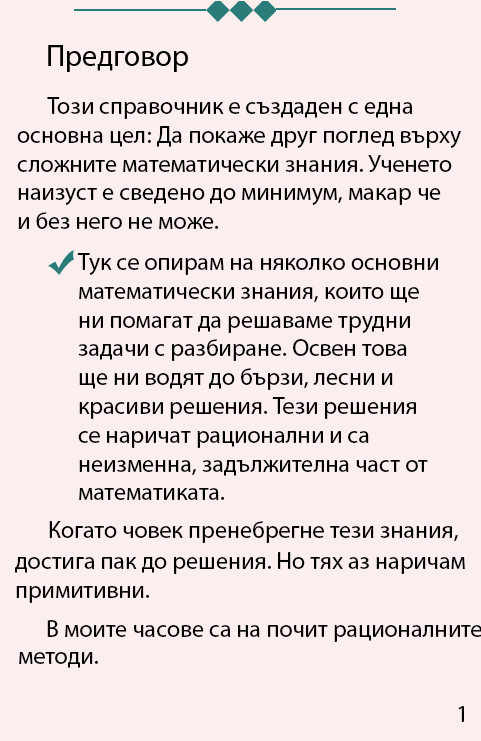 Предговор
Този справочник е създаден с една
основна цел: Да покаже друг поглед върху
сложните математически знания. Ученето
наизуст е сведено до минимум, макар че
и без него не може.
Тук се опирам на няколко основни
математически знания, които ще
ни помагат да решаваме трудни
задачи с разбиране. Освен това
ще ни водят до бързи, лесни и
красиви решения. Тези решения
се наричат рационални и са
неизменна, задължителна част от
математиката.
Когато човек пренебрегне тези знания,
достига пак до решения. Но тях аз наричам
примитивни.
В моите часове са на почит рационалните
методи.
1